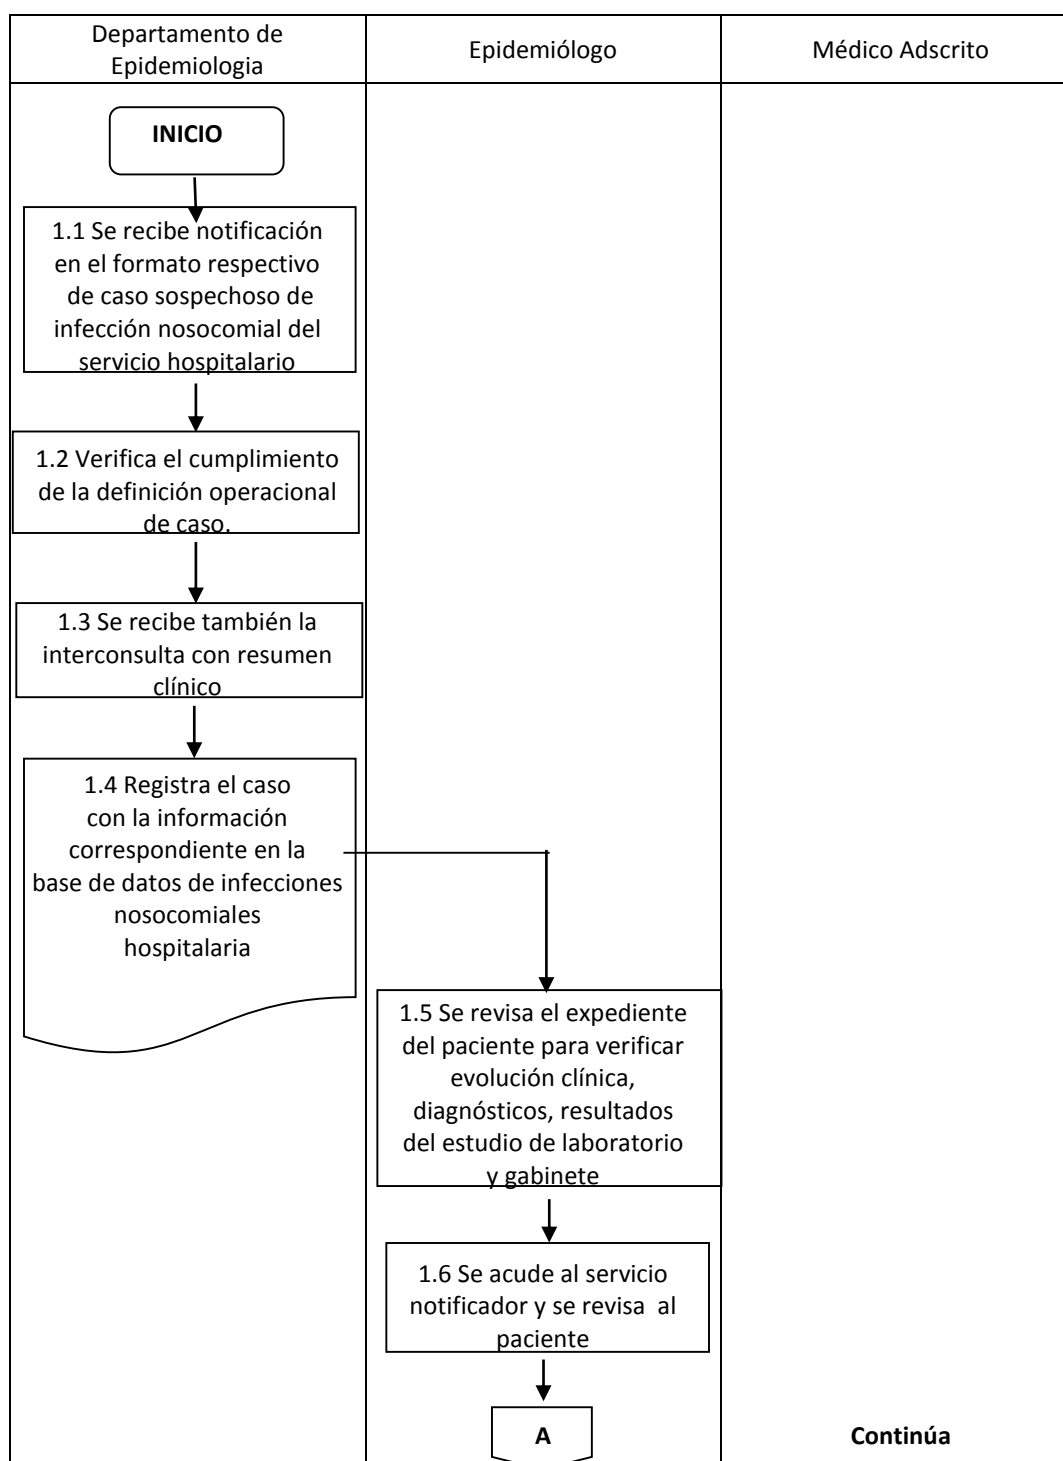 Departamento de
Epidemiologia
Epidemiólogo
Médico Adscrito
INICIO
1.1 Se recibe notificación
en el formato respectivo
de caso sospechoso de
infección nosocomial del
servicio hospitalario
1.2 Verifica el cumplimiento
de la definición operacional
de caso.
1.3 Se recibe también la
interconsulta con resumen
clínico
1.4 Registra el caso
con la información
correspondiente en la
base de datos de infecciones
nosocomiales
hospitalaria
1.5 Se revisa el expediente
del paciente para verificar
evolución clínica,
diagnósticos, resultados
del estudio de laboratorio
y gabinete
1.6 Se acude al servicio
notificador y se revisa al
paciente
A
Continúa